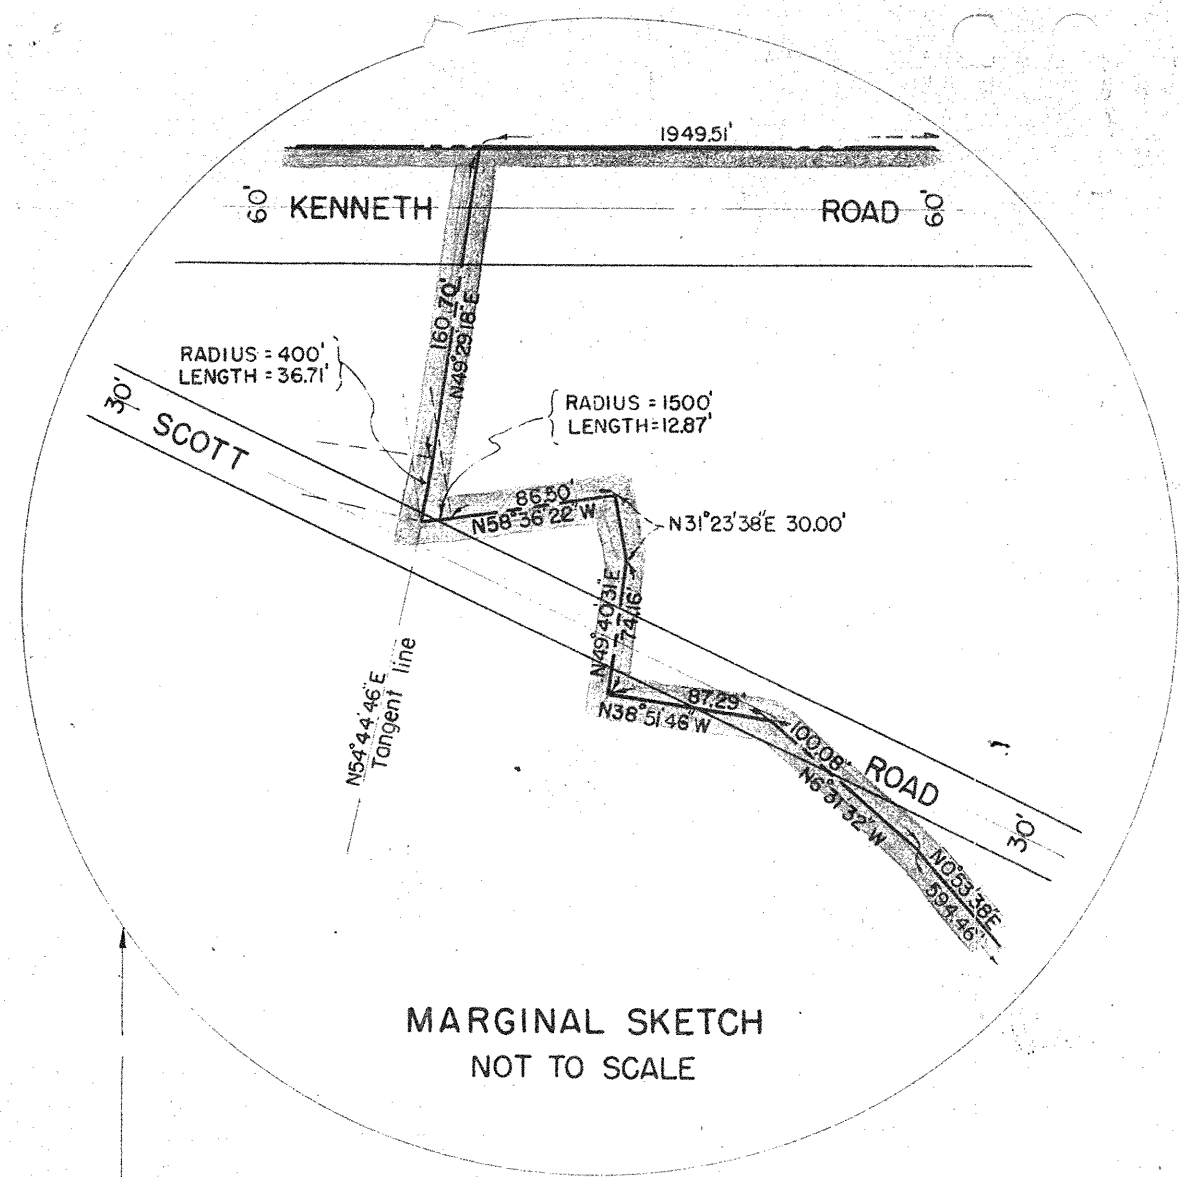 1949.51'
60' KENNETH ROAD 60'
160.70'
N49°29'18"E
RADIUS = 400'
LENGTH = 36.71'
RADIUS = 1500'
LENGTH = 12.87'
30'
SCOTT
86.50'
N58°36'22"W
N31°23'38"E 30.00'
N49°40'31"E
74.16'
N54°44'46"E
Tangent line
87.29'
N38°51'46"W
100.08'
N6°31'32"W
ROAD
30'
N0°53'38"E
594.46'
MARGINAL SKETCH
NOT TO SCALE